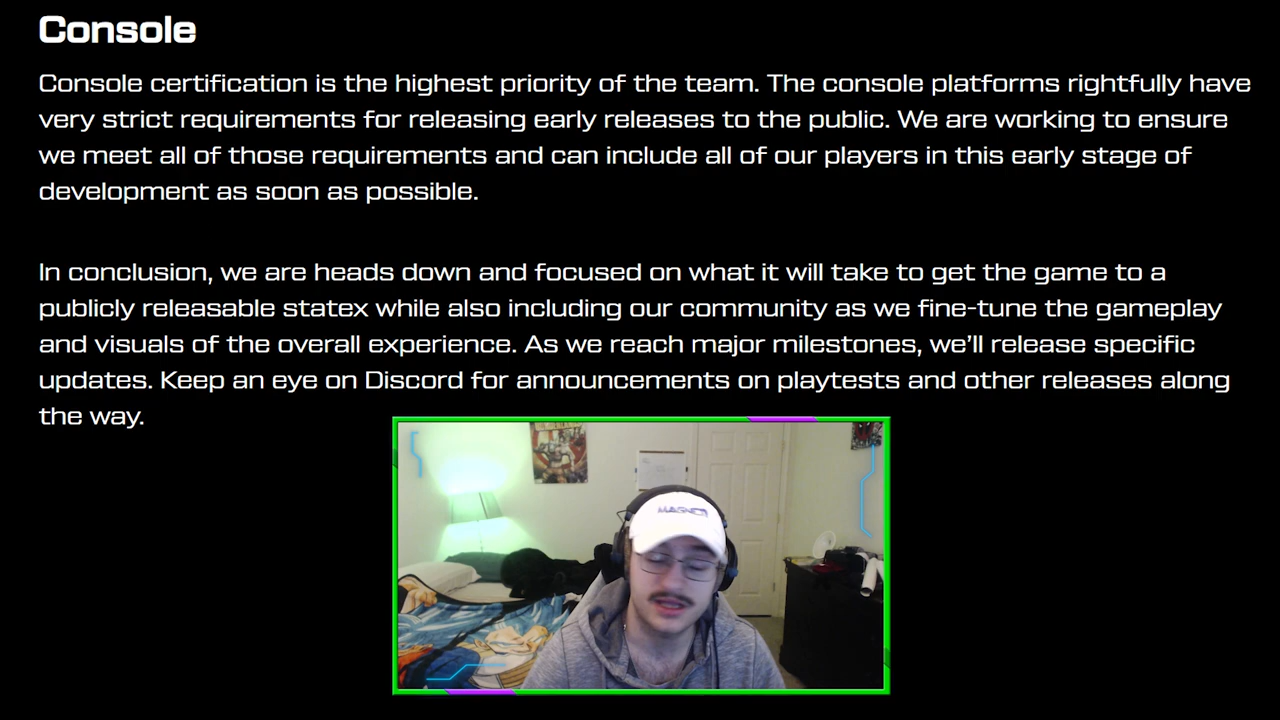 Console
Console certification is the highest priority of the team. The console platforms rightfully have
very strict requirements for releasing early releases to the public. We are working to ensure
we meet all of those requirements and can include all of our players in this early stage of
development as soon as possible.
In conclusion, we are heads down and focused on what it will take to get the game to a
publicly releasable statex while also including our community as we fine-tune the gameplay
and visuals of the overall experience. As we reach major milestones, we’ll release specific
updates. Keep an eye on Discord for announcements on playtests and other releases along
the way.